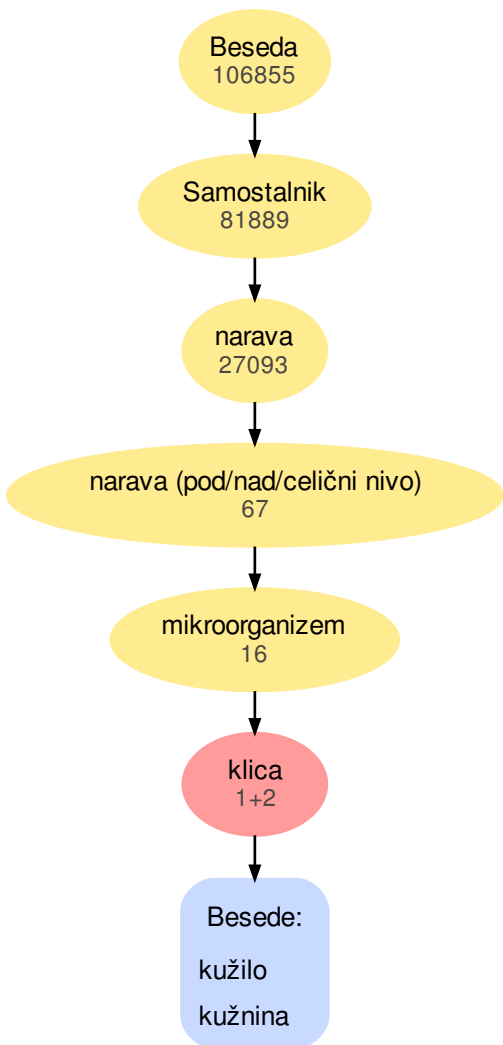 Beseda
106855
Samostalnik
81889
narava
27093
narava (pod/nad/celični nivo)
67
mikroorganizem
16
klica
1+2
Besede:
kužilo
kužnina